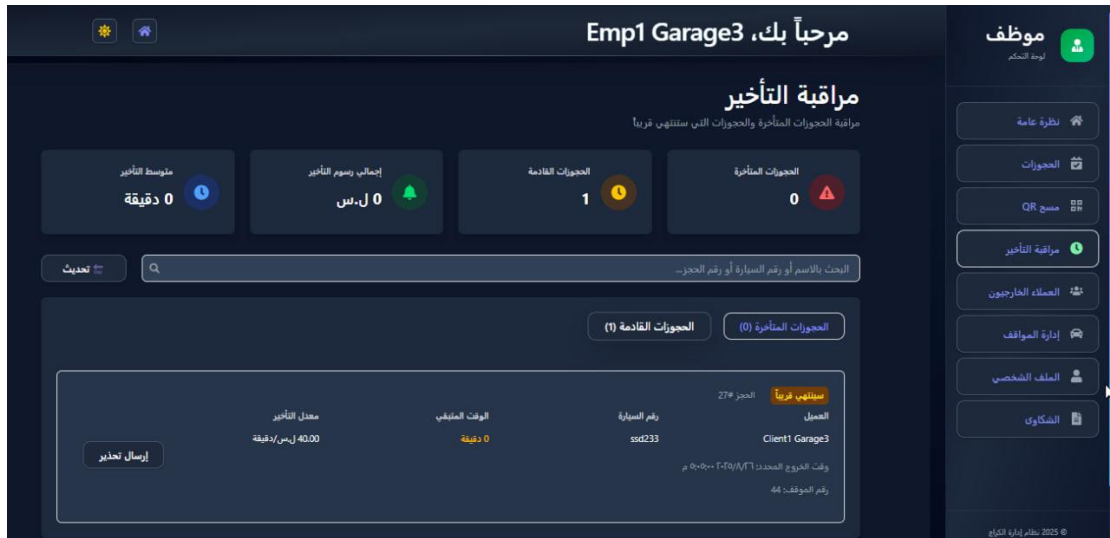 موظف
لوحة التحكم
نظرة عامة
الحجوزات
مسح QR
مراقبة التأخير
العملاء الخارجيون
إدارة المواقف
الملف الشخصي
الشكاوى
© 2025 نظام إدارة الكراج
مرحباً بك، Emp1 Garage3
مراقبة التأخير
مراقبة الحجوزات المتأخرة والحجوزات التي ستنتهي قريباً
الحجوزات المتأخرة
0
الحجوزات القادمة
1
إجمالي رسوم التأخير
0 ل.س
متوسط التأخير
0 دقيقة
البحث بالاسم أو رقم السيارة أو رقم الحجز...
تحديث
الحجوزات المتأخرة (0)
الحجوزات القادمة (1)
سينتهي قريباً الحجز #27
العميل
Client1 Garage3
رقم السيارة
ssd233
الوقت المتبقي
0 دقيقة
معدل التأخير
40.00 ل.س/دقيقة
إرسال تحذير
وقت الخروج المحدد: ٢٦‏/٨‏/٢٠٢٥ ٥:٠٥:٠٠ م
رقم الموقف: 44